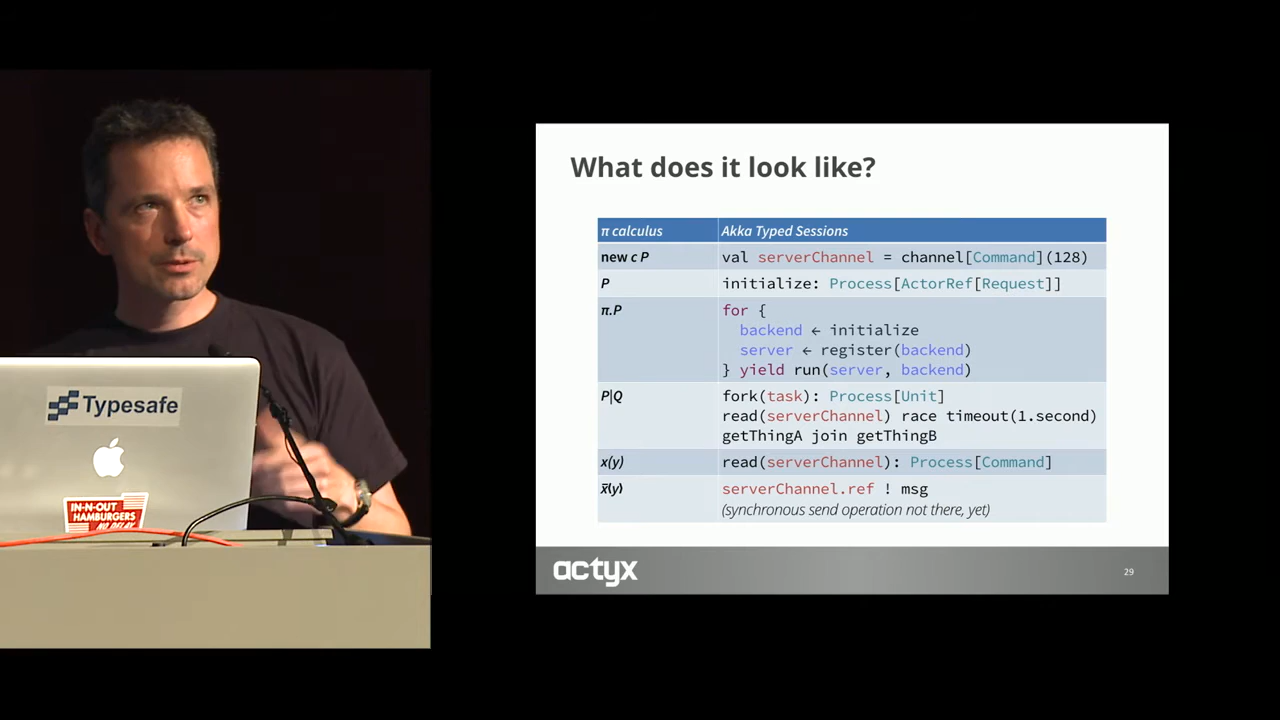 Typesafe
IN-N-OUT
HAMBURGERS
NO DELAY
What does it look like?
π calculus Akka Typed Sessions
new c P val serverChannel = channel[Command](128)
P initialize: Process[ActorRef[Request]]
π.P for {
backend ← initialize
server ← register(backend)
} yield run(server, backend)
P|Q fork(task): Process[Unit]
read(serverChannel) race timeout(1.second)
getThingA join getThingB
x(y) read(serverChannel): Process[Command]
x̄⟨y⟩ serverChannel.ref ! msg
(synchronous send operation not there, yet)
actyx
29